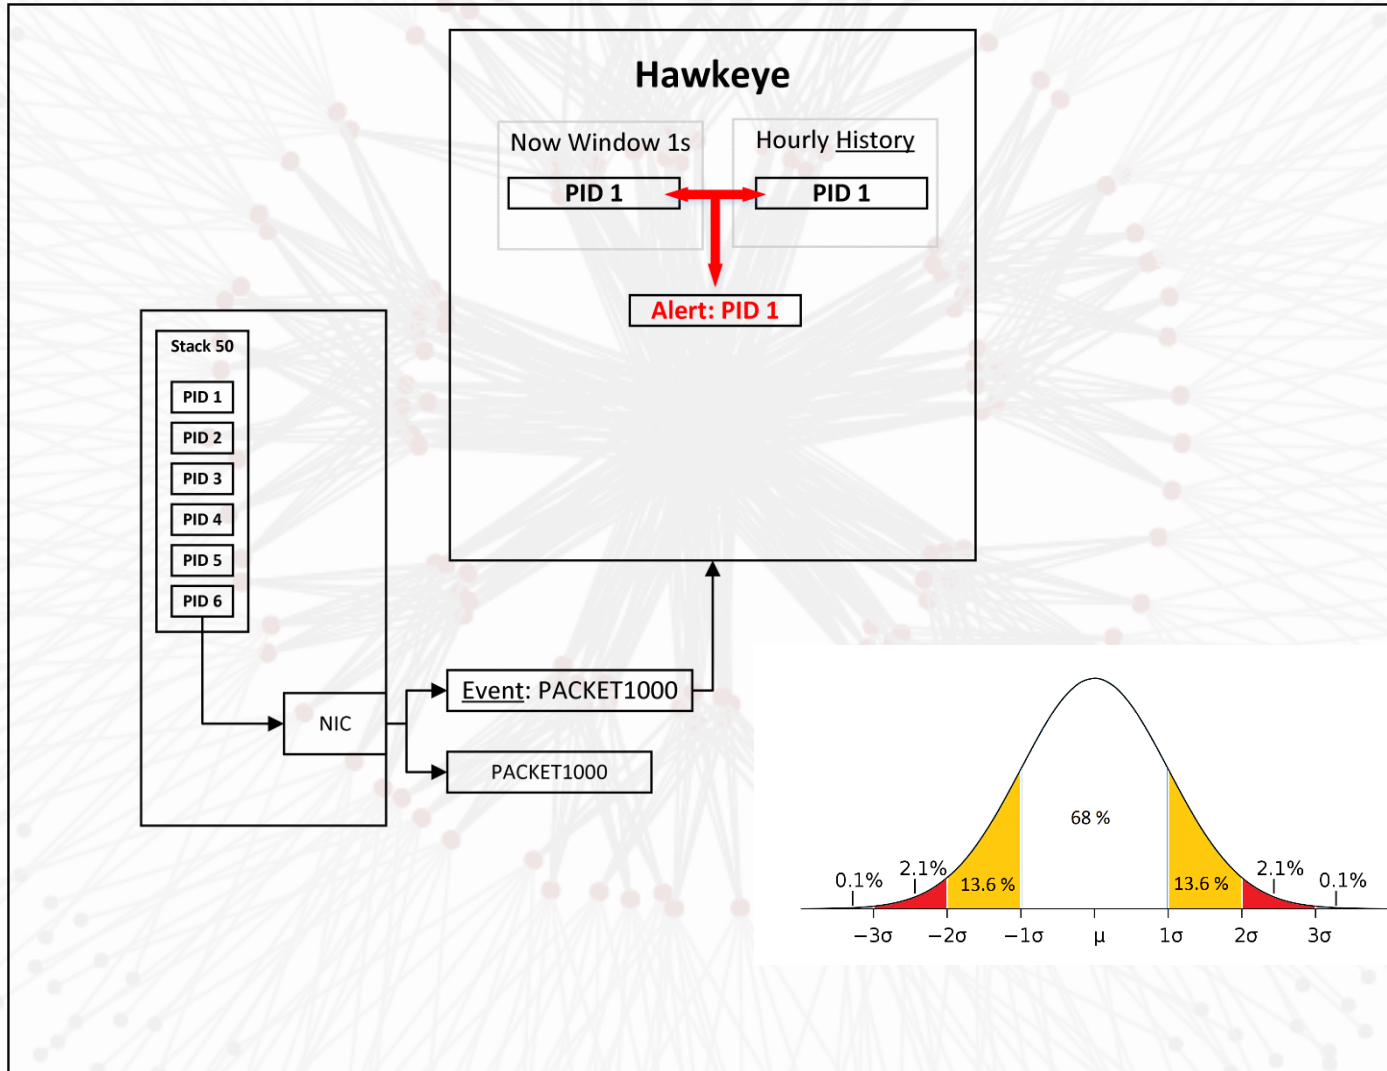 Hawkeye
Now Window 1s
Hourly History
PID 1
PID 1
Alert: PID 1
Stack 50
PID 1
PID 2
PID 3
PID 4
PID 5
PID 6
NIC
Event: PACKET1000
PACKET1000
68 %
13.6 %
13.6 %
2.1%
2.1%
0.1%
0.1%
−3σ −2σ −1σ μ 1σ 2σ 3σ